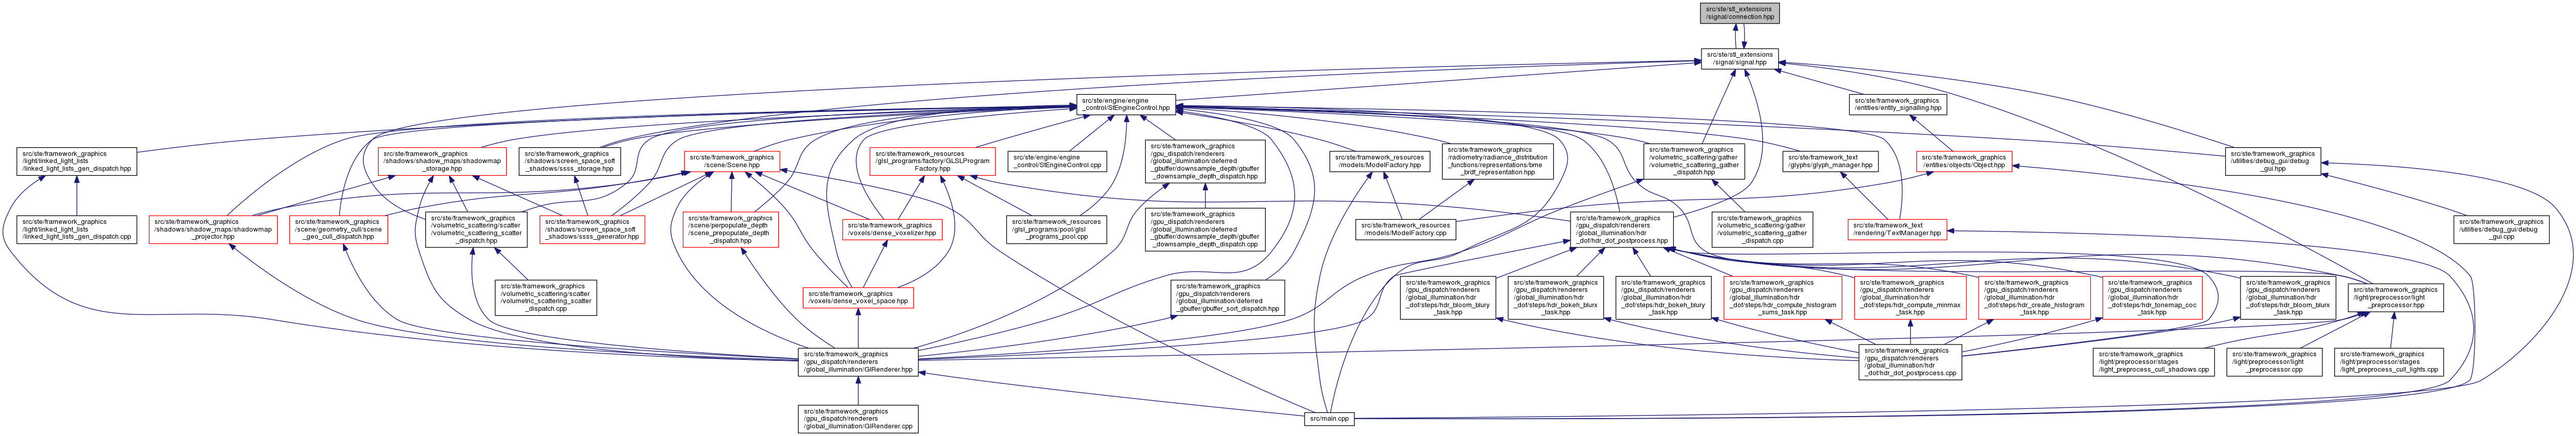 src/ste/stl_extensions
/signal/connection.hpp
src/ste/stl_extensions
/signal/signal.hpp
src/ste/engine/engine
_control/StEngineControl.hpp
src/ste/framework_graphics
/entities/entity_signalling.hpp
src/ste/framework_graphics
/light/linked_light_lists
/linked_light_lists_gen_dispatch.hpp
src/ste/framework_graphics
/shadows/shadow_maps/shadowmap
_storage.hpp
src/ste/framework_graphics
/shadows/screen_space_soft
_shadows/ssss_storage.hpp
src/ste/framework_graphics
/scene/Scene.hpp
src/ste/framework_resources
/glsl_programs/factory/GLSLProgram
Factory.hpp
src/ste/engine/engine
_control/StEngineControl.cpp
src/ste/framework_graphics
/gpu_dispatch/renderers
/global_illumination/deferred
_gbuffer/downsample_depth/gbuffer
_downsample_depth_dispatch.hpp
src/ste/framework_resources
/models/ModelFactory.hpp
src/ste/framework_graphics
/radiometry/radiance_distribution
_functions/representations/bme
_brdf_representation.hpp
src/ste/framework_graphics
/volumetric_scattering/gather
/volumetric_scattering_gather
_dispatch.hpp
src/ste/framework_text
/glyphs/glyph_manager.hpp
src/ste/framework_graphics
/entities/objects/Object.hpp
src/ste/framework_graphics
/utilities/debug_gui/debug
_gui.hpp
src/ste/framework_graphics
/light/linked_light_lists
/linked_light_lists_gen_dispatch.cpp
src/ste/framework_graphics
/shadows/shadow_maps/shadowmap
_projector.hpp
src/ste/framework_graphics
/scene/geometry_cull/scene
_geo_cull_dispatch.hpp
src/ste/framework_graphics
/volumetric_scattering/scatter
/volumetric_scattering_scatter
_dispatch.hpp
src/ste/framework_graphics
/shadows/screen_space_soft
_shadows/ssss_generator.hpp
src/ste/framework_graphics
/scene/perpopulate_depth
/scene_prepopulate_depth
_dispatch.hpp
src/ste/framework_graphics
/voxels/dense_voxelizer.hpp
src/ste/framework_resources
/glsl_programs/pool/glsl
_programs_pool.cpp
src/ste/framework_graphics
/gpu_dispatch/renderers
/global_illumination/deferred
_gbuffer/downsample_depth/gbuffer
_downsample_depth_dispatch.cpp
src/ste/framework_resources
/models/ModelFactory.cpp
src/ste/framework_graphics
/gpu_dispatch/renderers
/global_illumination/hdr
_dof/hdr_dof_postprocess.hpp
src/ste/framework_graphics
/volumetric_scattering/gather
/volumetric_scattering_gather
_dispatch.cpp
src/ste/framework_text
/rendering/TextManager.hpp
src/ste/framework_graphics
/utilities/debug_gui/debug
_gui.cpp
src/ste/framework_graphics
/volumetric_scattering/scatter
/volumetric_scattering_scatter
_dispatch.cpp
src/ste/framework_graphics
/voxels/dense_voxel_space.hpp
src/ste/framework_graphics
/gpu_dispatch/renderers
/global_illumination/deferred
_gbuffer/gbuffer_sort_dispatch.hpp
src/ste/framework_graphics
/gpu_dispatch/renderers
/global_illumination/hdr
_dof/steps/hdr_bloom_blury
_task.hpp
src/ste/framework_graphics
/gpu_dispatch/renderers
/global_illumination/hdr
_dof/steps/hdr_bokeh_blurx
_task.hpp
src/ste/framework_graphics
/gpu_dispatch/renderers
/global_illumination/hdr
_dof/steps/hdr_bokeh_blury
_task.hpp
src/ste/framework_graphics
/gpu_dispatch/renderers
/global_illumination/hdr
_dof/steps/hdr_compute_histogram
_sums_task.hpp
src/ste/framework_graphics
/gpu_dispatch/renderers
/global_illumination/hdr
_dof/steps/hdr_compute_minmax
_task.hpp
src/ste/framework_graphics
/gpu_dispatch/renderers
/global_illumination/hdr
_dof/steps/hdr_create_histogram
_task.hpp
src/ste/framework_graphics
/gpu_dispatch/renderers
/global_illumination/hdr
_dof/steps/hdr_tonemap_coc
_task.hpp
src/ste/framework_graphics
/gpu_dispatch/renderers
/global_illumination/hdr
_dof/steps/hdr_bloom_blurx
_task.hpp
src/ste/framework_graphics
/light/preprocessor/light
_preprocessor.hpp
src/ste/framework_graphics
/gpu_dispatch/renderers
/global_illumination/GIRenderer.hpp
src/ste/framework_graphics
/gpu_dispatch/renderers
/global_illumination/hdr
_dof/hdr_dof_postprocess.cpp
src/ste/framework_graphics
/light/preprocessor/stages
/light_preprocess_cull_shadows.cpp
src/ste/framework_graphics
/light/preprocessor/light
_preprocessor.cpp
src/ste/framework_graphics
/light/preprocessor/stages
/light_preprocess_cull_lights.cpp
src/ste/framework_graphics
/gpu_dispatch/renderers
/global_illumination/GIRenderer.cpp
src/main.cpp